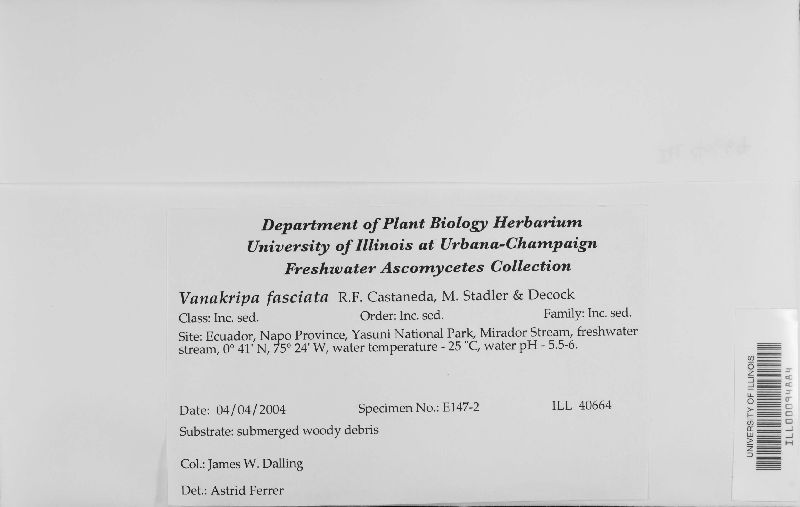 Department of Plant Biology Herbarium
University of Illinois at Urbana-Champaign
Freshwater Ascomycetes Collection
Vanakripa fasciata R.F. Castaneda, M. Stadler & Decock
Class: Inc. sed. Order: Inc. sed. Family: Inc. sed.
Site: Ecuador, Napo Province, Yasuni National Park, Mirador Stream, freshwater
stream, 0° 41' N, 75° 24' W, water temperature - 25 °C, water pH - 5.5-6.
Date: 04/04/2004 Specimen No.: E147-2 ILL 40664
Substrate: submerged woody debris
Col.: James W. Dalling
Det.: Astrid Ferrer
UNIVERSITY OF ILLINOIS
ILL00094884